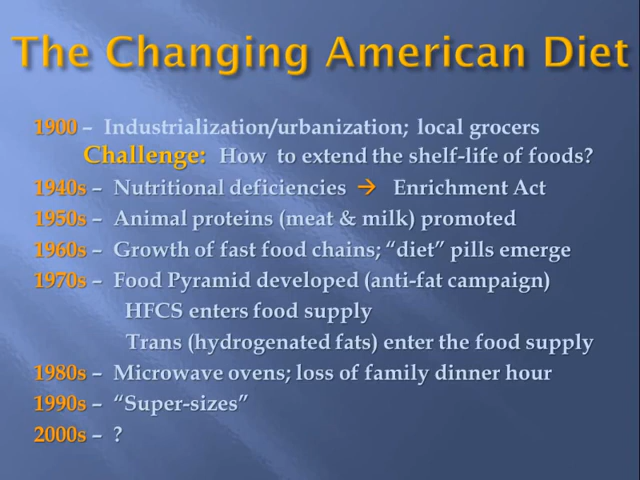 The Changing American Diet
1900 – Industrialization/urbanization; local grocers
Challenge: How to extend the shelf-life of foods?
1940s – Nutritional deficiencies → Enrichment Act
1950s – Animal proteins (meat & milk) promoted
1960s – Growth of fast food chains; “diet” pills emerge
1970s – Food Pyramid developed (anti-fat campaign)
HFCS enters food supply
Trans (hydrogenated fats) enter the food supply
1980s – Microwave ovens; loss of family dinner hour
1990s – “Super-sizes”
2000s – ?